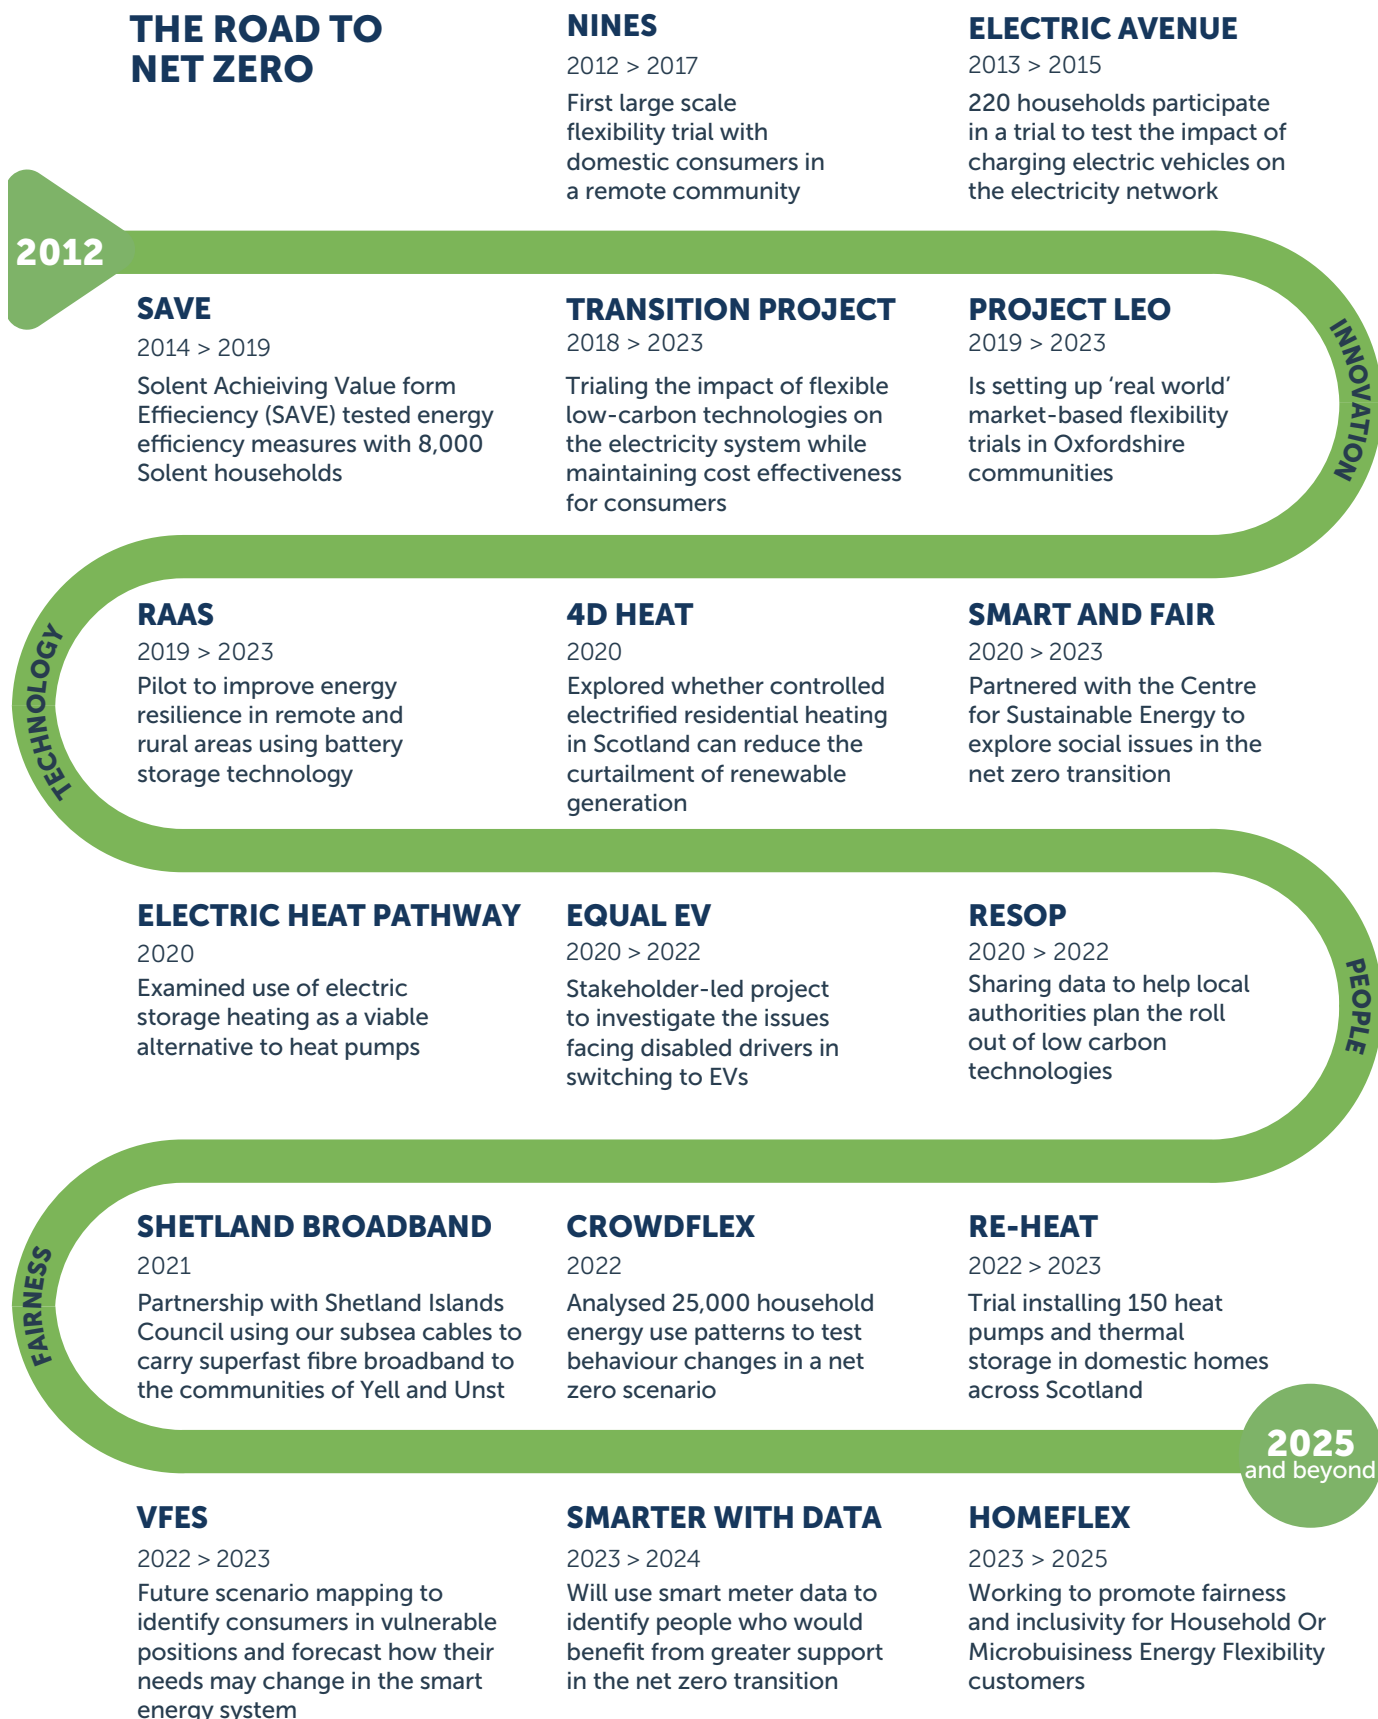 THE ROAD TO
NET ZERO
NINES
2012 > 2017
First large scale
flexibility trial with
domestic consumers in
a remote community
ELECTRIC AVENUE
2013 > 2015
220 households participate
in a trial to test the impact of
charging electric vehicles on
the electricity network
2012
INNOVATION
SAVE
2014 > 2019
Solent Achieiving Value form
Effieciency (SAVE) tested energy
efficiency measures with 8,000
Solent households
TRANSITION PROJECT
2018 > 2023
Trialing the impact of flexible
low-carbon technologies on
the electricity system while
maintaining cost effectiveness
for consumers
PROJECT LEO
2019 > 2023
Is setting up ‘real world’
market-based flexibility
trials in Oxfordshire
communities
TECHNOLOGY
RAAS
2019 > 2023
Pilot to improve energy
resilience in remote and
rural areas using battery
storage technology
4D HEAT
2020
Explored whether controlled
electrified residential heating
in Scotland can reduce the
curtailment of renewable
generation
SMART AND FAIR
2020 > 2023
Partnered with the Centre
for Sustainable Energy to
explore social issues in the
net zero transition
PEOPLE
ELECTRIC HEAT PATHWAY
2020
Examined use of electric
storage heating as a viable
alternative to heat pumps
EQUAL EV
2020 > 2022
Stakeholder-led project
to investigate the issues
facing disabled drivers in
switching to EVs
RESOP
2020 > 2022
Sharing data to help local
authorities plan the roll
out of low carbon
technologies
FAIRNESS
SHETLAND BROADBAND
2021
Partnership with Shetland Islands
Council using our subsea cables to
carry superfast fibre broadband to
the communities of Yell and Unst
CROWDFLEX
2022
Analysed 25,000 household
energy use patterns to test
behaviour changes in a net
zero scenario
RE-HEAT
2022 > 2023
Trial installing 150 heat
pumps and thermal
storage in domestic homes
across Scotland
2025
and beyond
VFES
2022 > 2023
Future scenario mapping to
identify consumers in vulnerable
positions and forecast how their
needs may change in the smart
energy system
SMARTER WITH DATA
2023 > 2024
Will use smart meter data to
identify people who would
benefit from greater support
in the net zero transition
HOMEFLEX
2023 > 2025
Working to promote fairness
and inclusivity for Household Or
Microbuisiness Energy Flexibility
customers